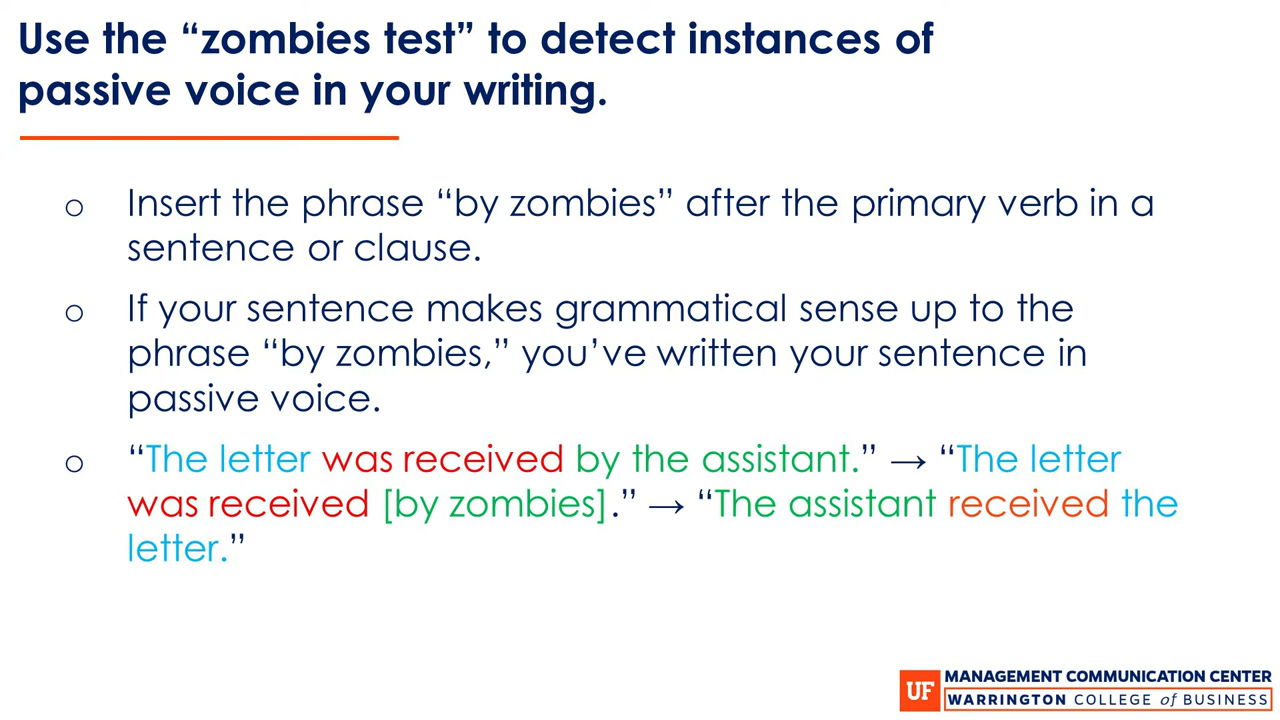 Use the “zombies test” to detect instances of
passive voice in your writing.
o Insert the phrase “by zombies” after the primary verb in a
sentence or clause.
o If your sentence makes grammatical sense up to the
phrase “by zombies,” you’ve written your sentence in
passive voice.
o “The letter was received by the assistant.” → “The letter
was received [by zombies].” → “The assistant received the
letter.”
UF MANAGEMENT COMMUNICATION CENTER
WARRINGTON COLLEGE of BUSINESS